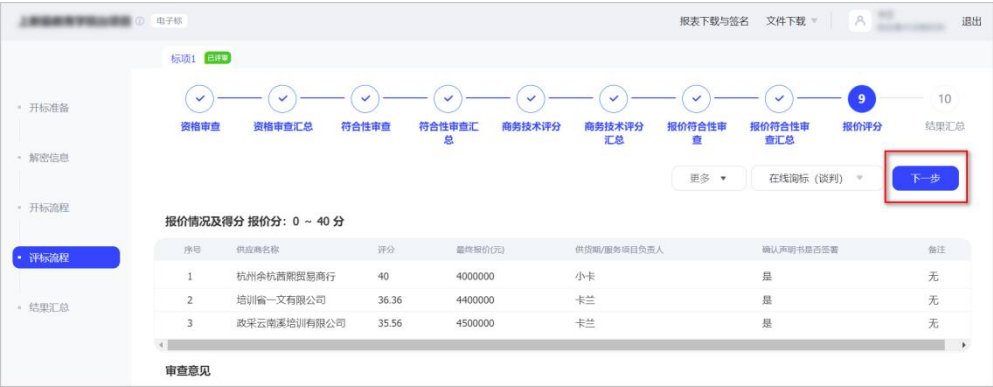 电子标
报表下载与签名 文件下载
退出
标项1 已评审
开标准备
解密信息
开标流程
评标流程
结果汇总
资格审查 资格审查汇总 符合性审查 符合性审查汇总 商务技术评分 商务技术评分汇总 报价符合性审查 报价符合性审查汇总 9 报价评分 10 结果汇总
更多 在线询标（谈判） 下一步
报价情况及得分 报价分：0 ~ 40 分
序号 供应商名称 评分 最终报价(元) 供货期/服务项目负责人 确认声明书是否签署 备注
1 杭州余杭茜熙贸易商行 40 4000000 小卡 是 无
2 培训省一文有限公司 36.36 4400000 卡兰 是 无
3 政采云南溪培训有限公司 35.56 4500000 卡兰 是 无
审查意见